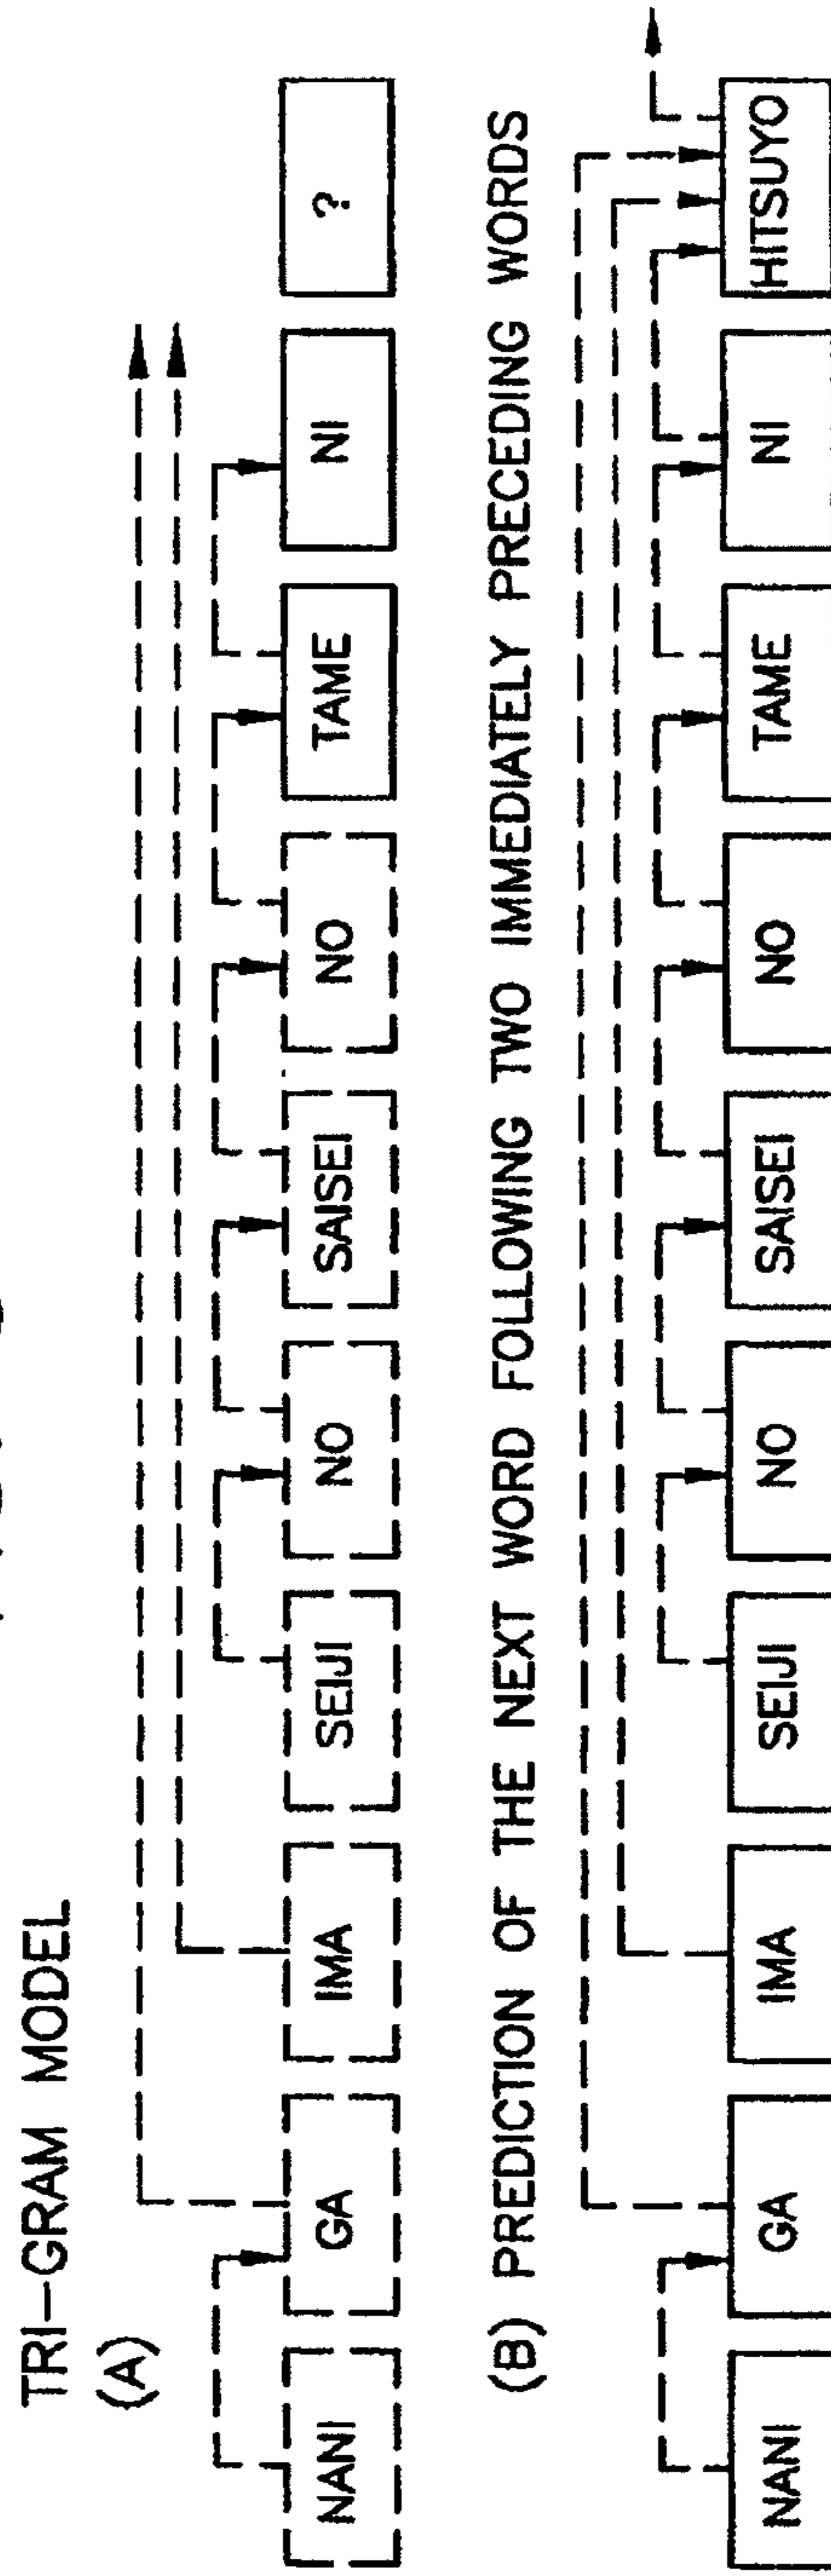 TRI-GRAM MODEL
(A)
NANI GA IMA SEIJI NO SAISEI NO TAME NI ?
(B) PREDICTION OF THE NEXT WORD FOLLOWING TWO IMMEDIATELY PRECEDING WORDS
NANI GA IMA SEIJI NO SAISEI NO TAME NI HITSUYO